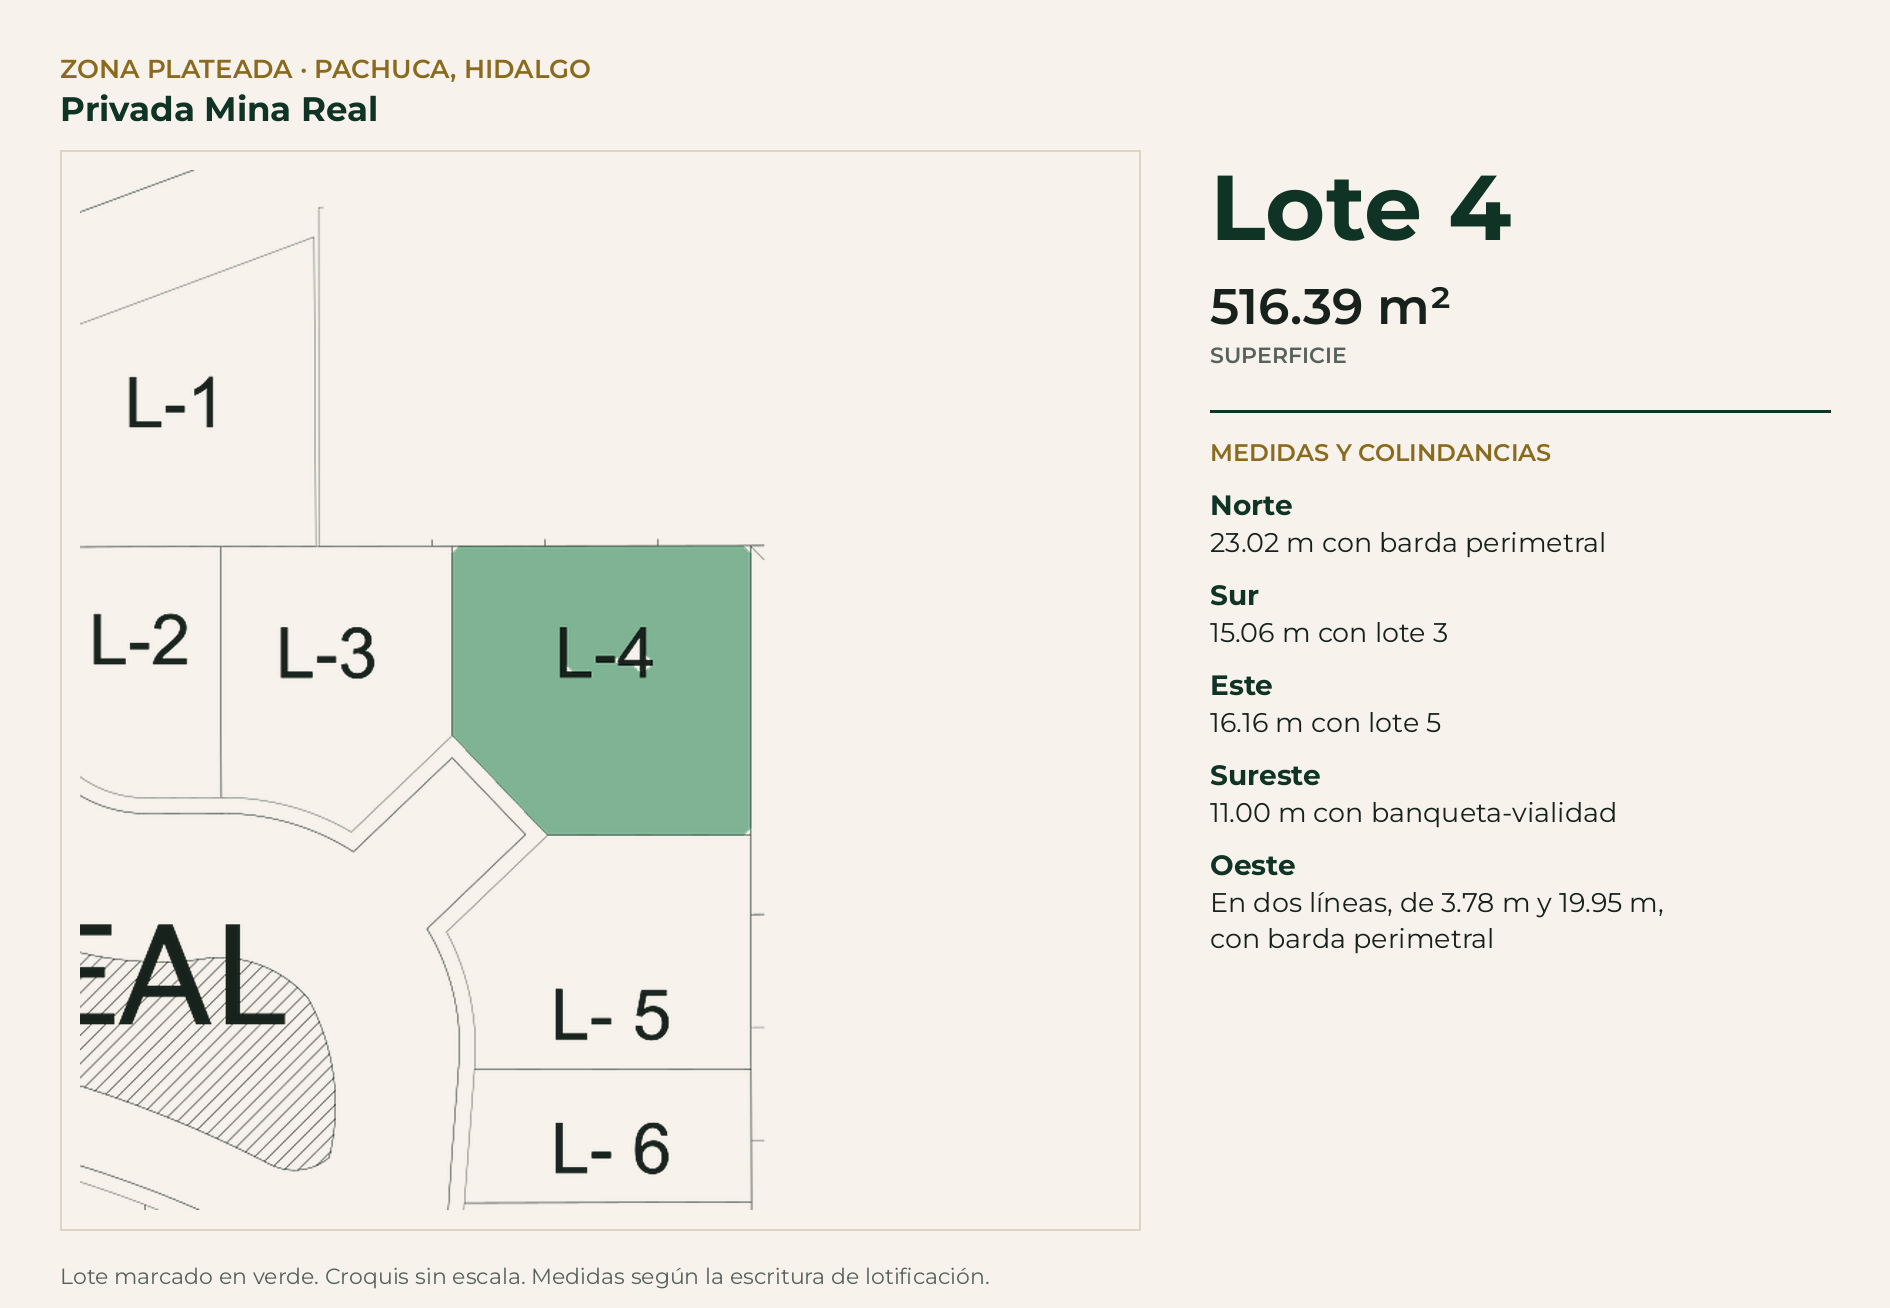 ZONA PLATEADA · PACHUCA, HIDALGO
Privada Mina Real
L-1
L-2
L-3
L-4
EAL
L- 5
L- 6
Lote 4
516.39 m²
SUPERFICIE
MEDIDAS Y COLINDANCIAS
Norte
23.02 m con barda perimetral
Sur
15.06 m con lote 3
Este
16.16 m con lote 5
Sureste
11.00 m con banqueta-vialidad
Oeste
En dos líneas, de 3.78 m y 19.95 m,
con barda perimetral
Lote marcado en verde. Croquis sin escala. Medidas según la escritura de lotificación.